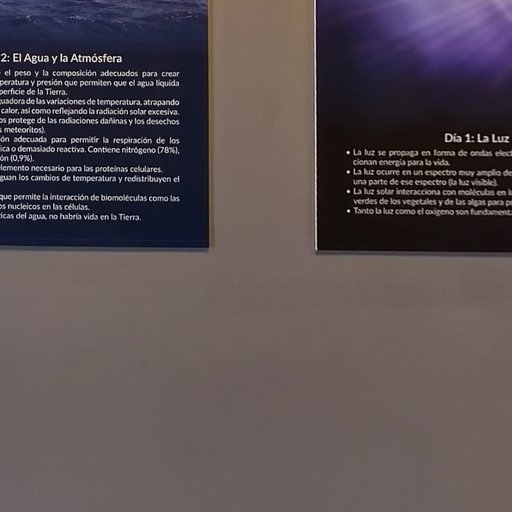 2: El Agua y la Atmósfera
el peso y la composición adecuados para crear
peratura y presión que permiten que el agua líquida
perficie de la Tierra.
guadora de las variaciones de temperatura, atrapando
calor, así como reflejando la radiación solar excesiva.
os protege de las radiaciones dañinas y los desechos
s meteoritos).
ón adecuada para permitir la respiración de los
ica o demasiado reactiva. Contiene nitrógeno (78%),
ón (0,9%).
lemento necesario para las proteínas celulares.
guan los cambios de temperatura y redistribuyen el
que permite la interacción de biomoléculas como las
os nucleicos en las células.
ticas del agua, no habría vida en la Tierra.
Día 1: La Luz
• La luz se propaga en forma de ondas elect
cionan energía para la vida.
• La luz ocurre en un espectro muy amplio de
una parte de ese espectro (la luz visible).
• La luz solar interacciona con moléculas en l
verdes de los vegetales y de las algas para p
• Tanto la luz como el oxígeno son fundament